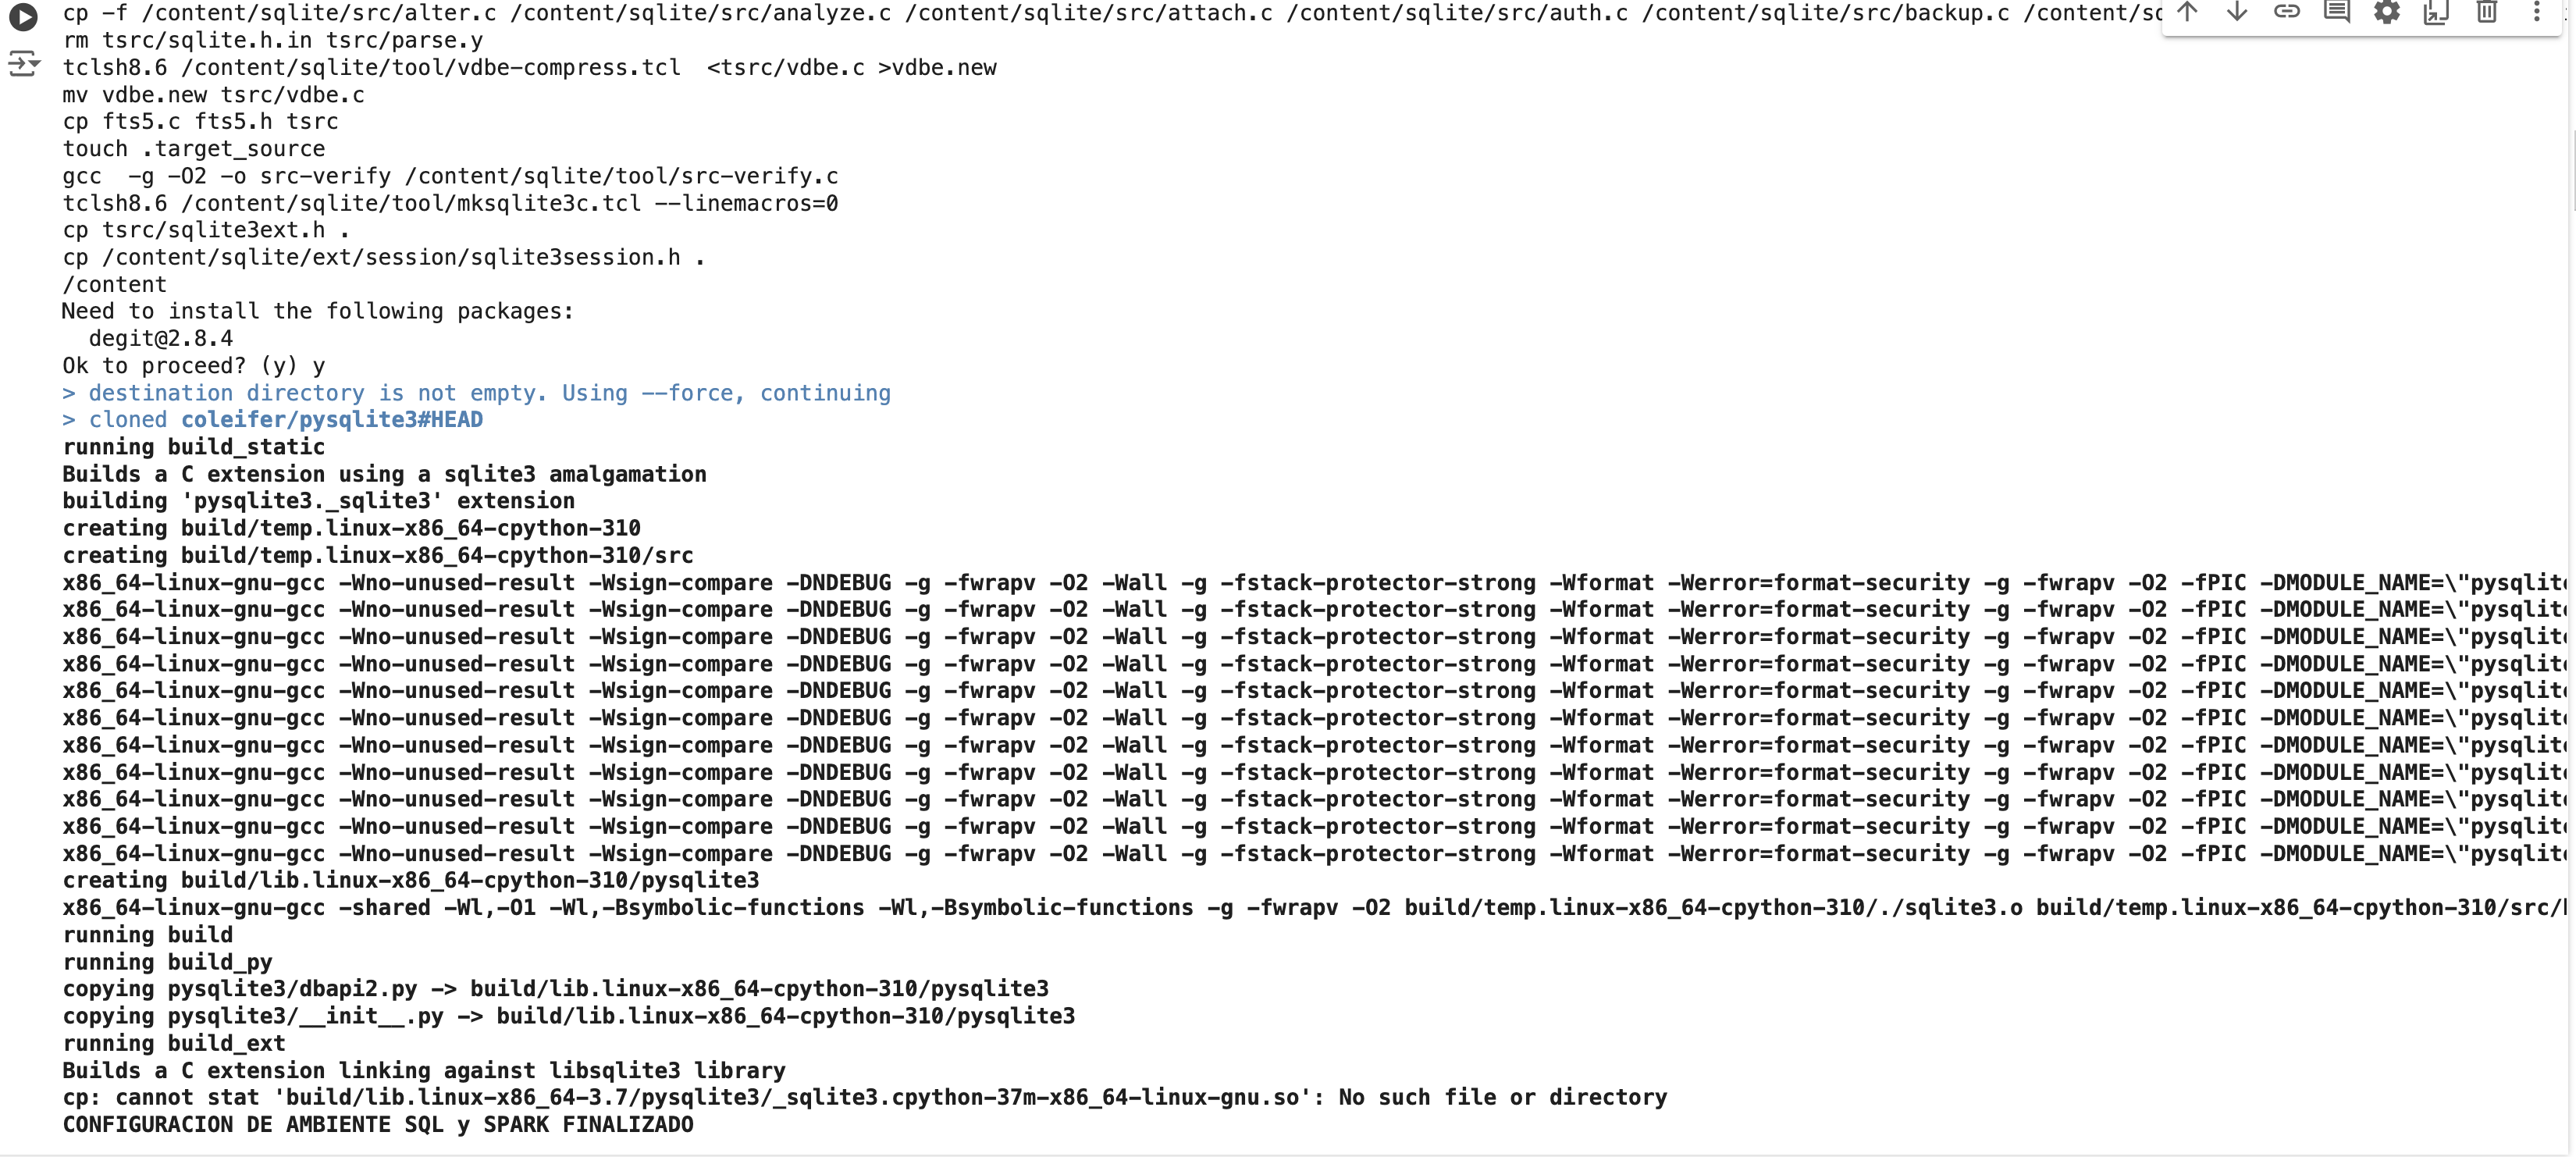 cp -f /content/sqlite/src/alter.c /content/sqlite/src/analyze.c /content/sqlite/src/attach.c /content/sqlite/src/auth.c /content/sqlite/src/backup.c
rm tsrc/sqlite.h.in tsrc/parse.y
tclsh8.6 /content/sqlite/tool/vdbe-compress.tcl  <tsrc/vdbe.c >vdbe.new
mv vdbe.new tsrc/vdbe.c
cp fts5.c fts5.h tsrc
touch .target_source
gcc  -g -O2 -o src-verify /content/sqlite/tool/src-verify.c
tclsh8.6 /content/sqlite/tool/mksqlite3c.tcl --linemacros=0
cp tsrc/sqlite3ext.h .
cp /content/sqlite/ext/session/sqlite3session.h .
/content
Need to install the following packages:
  degit@2.8.4
Ok to proceed? (y) y
> destination directory is not empty. Using --force, continuing
> cloned coleifer/pysqlite3#HEAD
running build_static
Builds a C extension using a sqlite3 amalgamation
building 'pysqlite3._sqlite3' extension
creating build/temp.linux-x86_64-cpython-310
creating build/temp.linux-x86_64-cpython-310/src
x86_64-linux-gnu-gcc -Wno-unused-result -Wsign-compare -DNDEBUG -g -fwrapv -O2 -Wall -g -fstack-protector-strong -Wformat -Werror=format-security -g -fwrapv -O2 -fPIC -DMODULE_NAME=\"pysqlit
x86_64-linux-gnu-gcc -Wno-unused-result -Wsign-compare -DNDEBUG -g -fwrapv -O2 -Wall -g -fstack-protector-strong -Wformat -Werror=format-security -g -fwrapv -O2 -fPIC -DMODULE_NAME=\"pysqlit
x86_64-linux-gnu-gcc -Wno-unused-result -Wsign-compare -DNDEBUG -g -fwrapv -O2 -Wall -g -fstack-protector-strong -Wformat -Werror=format-security -g -fwrapv -O2 -fPIC -DMODULE_NAME=\"pysqlit
x86_64-linux-gnu-gcc -Wno-unused-result -Wsign-compare -DNDEBUG -g -fwrapv -O2 -Wall -g -fstack-protector-strong -Wformat -Werror=format-security -g -fwrapv -O2 -fPIC -DMODULE_NAME=\"pysqlit
x86_64-linux-gnu-gcc -Wno-unused-result -Wsign-compare -DNDEBUG -g -fwrapv -O2 -Wall -g -fstack-protector-strong -Wformat -Werror=format-security -g -fwrapv -O2 -fPIC -DMODULE_NAME=\"pysqlit
x86_64-linux-gnu-gcc -Wno-unused-result -Wsign-compare -DNDEBUG -g -fwrapv -O2 -Wall -g -fstack-protector-strong -Wformat -Werror=format-security -g -fwrapv -O2 -fPIC -DMODULE_NAME=\"pysqlit
x86_64-linux-gnu-gcc -Wno-unused-result -Wsign-compare -DNDEBUG -g -fwrapv -O2 -Wall -g -fstack-protector-strong -Wformat -Werror=format-security -g -fwrapv -O2 -fPIC -DMODULE_NAME=\"pysqlit
x86_64-linux-gnu-gcc -Wno-unused-result -Wsign-compare -DNDEBUG -g -fwrapv -O2 -Wall -g -fstack-protector-strong -Wformat -Werror=format-security -g -fwrapv -O2 -fPIC -DMODULE_NAME=\"pysqlit
x86_64-linux-gnu-gcc -Wno-unused-result -Wsign-compare -DNDEBUG -g -fwrapv -O2 -Wall -g -fstack-protector-strong -Wformat -Werror=format-security -g -fwrapv -O2 -fPIC -DMODULE_NAME=\"pysqlit
x86_64-linux-gnu-gcc -Wno-unused-result -Wsign-compare -DNDEBUG -g -fwrapv -O2 -Wall -g -fstack-protector-strong -Wformat -Werror=format-security -g -fwrapv -O2 -fPIC -DMODULE_NAME=\"pysqlit
x86_64-linux-gnu-gcc -Wno-unused-result -Wsign-compare -DNDEBUG -g -fwrapv -O2 -Wall -g -fstack-protector-strong -Wformat -Werror=format-security -g -fwrapv -O2 -fPIC -DMODULE_NAME=\"pysqlit
creating build/lib.linux-x86_64-cpython-310/pysqlite3
x86_64-linux-gnu-gcc -shared -Wl,-O1 -Wl,-Bsymbolic-functions -Wl,-Bsymbolic-functions -g -fwrapv -O2 build/temp.linux-x86_64-cpython-310/./sqlite3.o build/temp.linux-x86_64-cpython-310/src/
running build
running build_py
copying pysqlite3/dbapi2.py -> build/lib.linux-x86_64-cpython-310/pysqlite3
copying pysqlite3/__init__.py -> build/lib.linux-x86_64-cpython-310/pysqlite3
running build_ext
Builds a C extension linking against libsqlite3 library
cp: cannot stat 'build/lib.linux-x86_64-3.7/pysqlite3/_sqlite3.cpython-37m-x86_64-linux-gnu.so': No such file or directory
CONFIGURACION DE AMBIENTE SQL y SPARK FINALIZADO